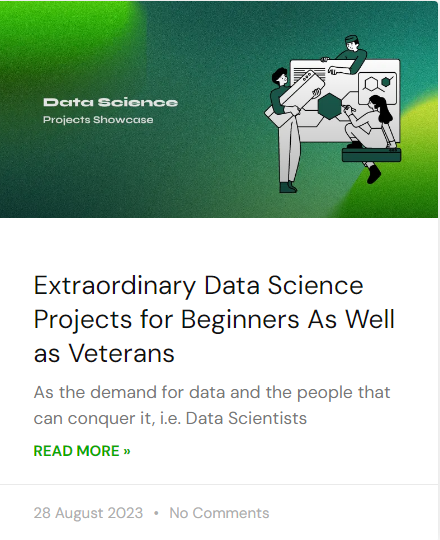 Data Science
Projects Showcase
Extraordinary Data Science
Projects for Beginners As Well
as Veterans
As the demand for data and the people that
can conquer it, i.e. Data Scientists
READ MORE »
28 August 2023 • No Comments